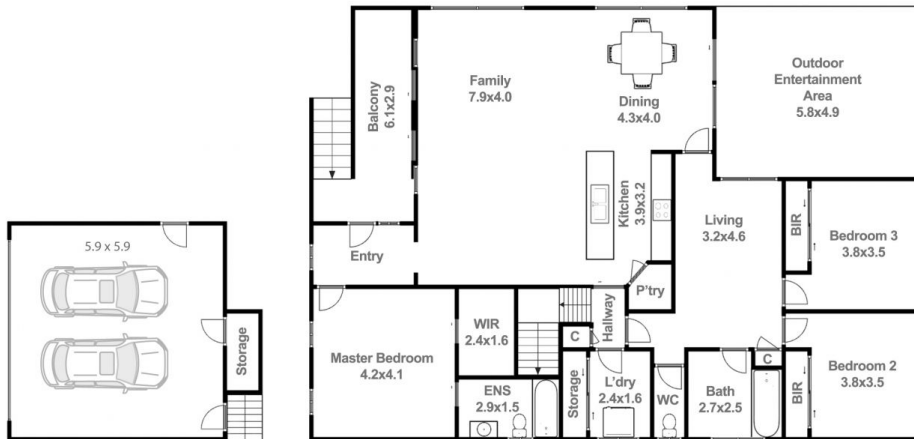 Balcony
6.1x2.9
Family
7.9x4.0
Dining
4.3x4.0
Outdoor
Entertainment
Area
5.8x4.9
Kitchen
3.9x3.2
Living
3.2x4.6
BIR
Bedroom 3
3.8x3.5
5.9 x 5.9
Storage
Entry
P'try
Hallway
C
Master Bedroom
4.2x4.1
WIR
2.4x1.6
ENS
2.9x1.5
Storage
L'dry
2.4x1.6
WC
Bath
2.7x2.5
C
BIR
Bedroom 2
3.8x3.5